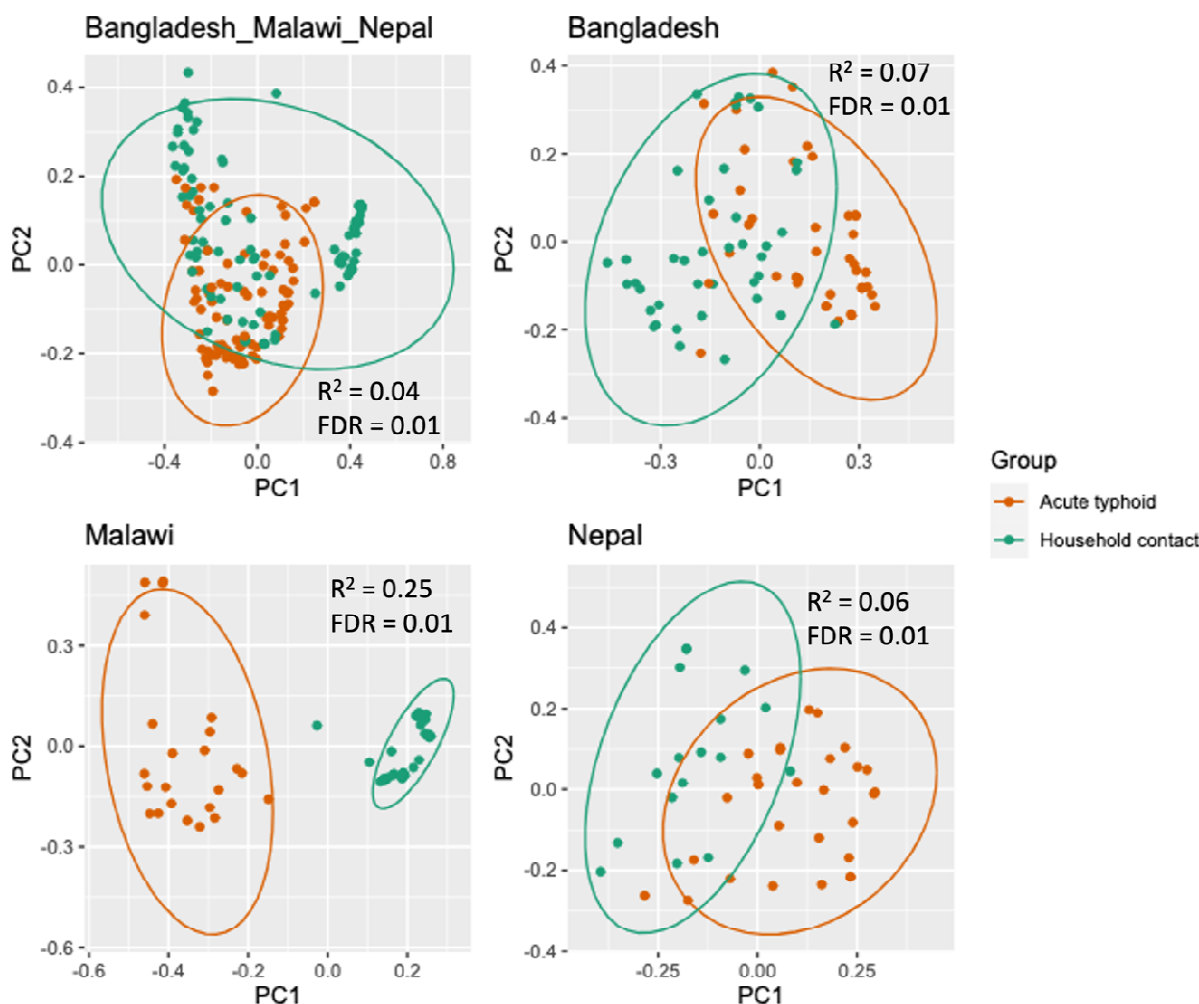 Bangladesh_Malawi_Nepal
PC2
0.4
0.2
0.0
-0.2
-0.4
R² = 0.04
FDR = 0.01
-0.4
0.0
0.4
0.8
PC1
Bangladesh
PC2
0.4
0.2
0.0
-0.2
-0.4
R² = 0.07
FDR = 0.01
-0.3
0.0
0.3
PC1
Group
Acute typhoid
Household contact
Malawi
PC2
0.3
0.0
-0.3
-0.6
R² = 0.25
FDR = 0.01
-0.6
-0.4
-0.2
0.0
0.2
PC1
Nepal
PC2
0.4
0.2
0.0
-0.2
-0.4
R² = 0.06
FDR = 0.01
-0.25
0.00
0.25
PC1